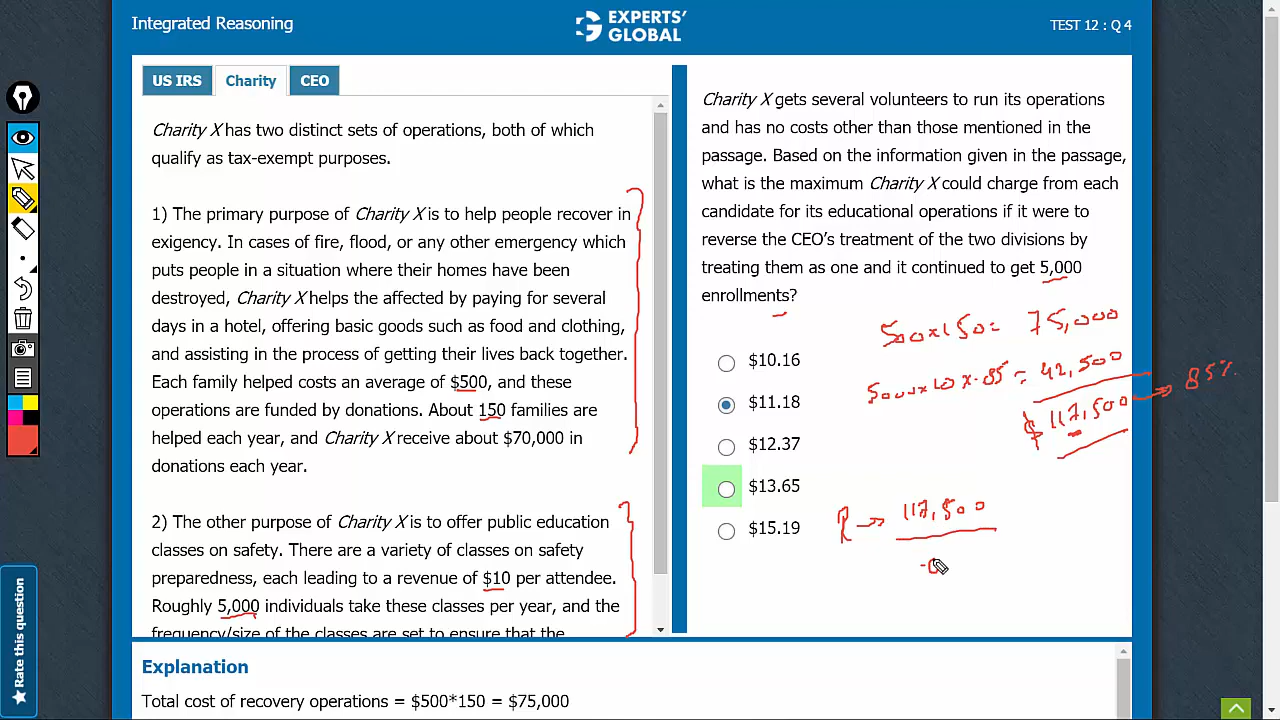 Integrated Reasoning
EXPERTS'
GLOBAL
TEST 12 : Q 4
US IRS
Charity
CEO
Charity X has two distinct sets of operations, both of which
qualify as tax-exempt purposes.
1) The primary purpose of Charity X is to help people recover in
exigency. In cases of fire, flood, or any other emergency which
puts people in a situation where their homes have been
destroyed, Charity X helps the affected by paying for several
days in a hotel, offering basic goods such as food and clothing,
and assisting in the process of getting their lives back together.
Each family helped costs an average of $500, and these
operations are funded by donations. About 150 families are
helped each year, and Charity X receive about $70,000 in
donations each year.
2) The other purpose of Charity X is to offer public education
classes on safety. There are a variety of classes on safety
preparedness, each leading to a revenue of $10 per attendee.
Roughly 5,000 individuals take these classes per year, and the
frequency/size of the classes are set to ensure that the
Charity X gets several volunteers to run its operations
and has no costs other than those mentioned in the
passage. Based on the information given in the passage,
what is the maximum Charity X could charge from each
candidate for its educational operations if it were to
reverse the CEO's treatment of the two divisions by
treating them as one and it continued to get 5,000
enrollments?
$10.16
$11.18
$12.37
$13.65
$15.19
500x150= 75,000
5000x10x.85 = 42,500
$ 117,500 → 85%
R → 117,500
Explanation
Total cost of recovery operations = $500*150 = $75,000
Rate this question